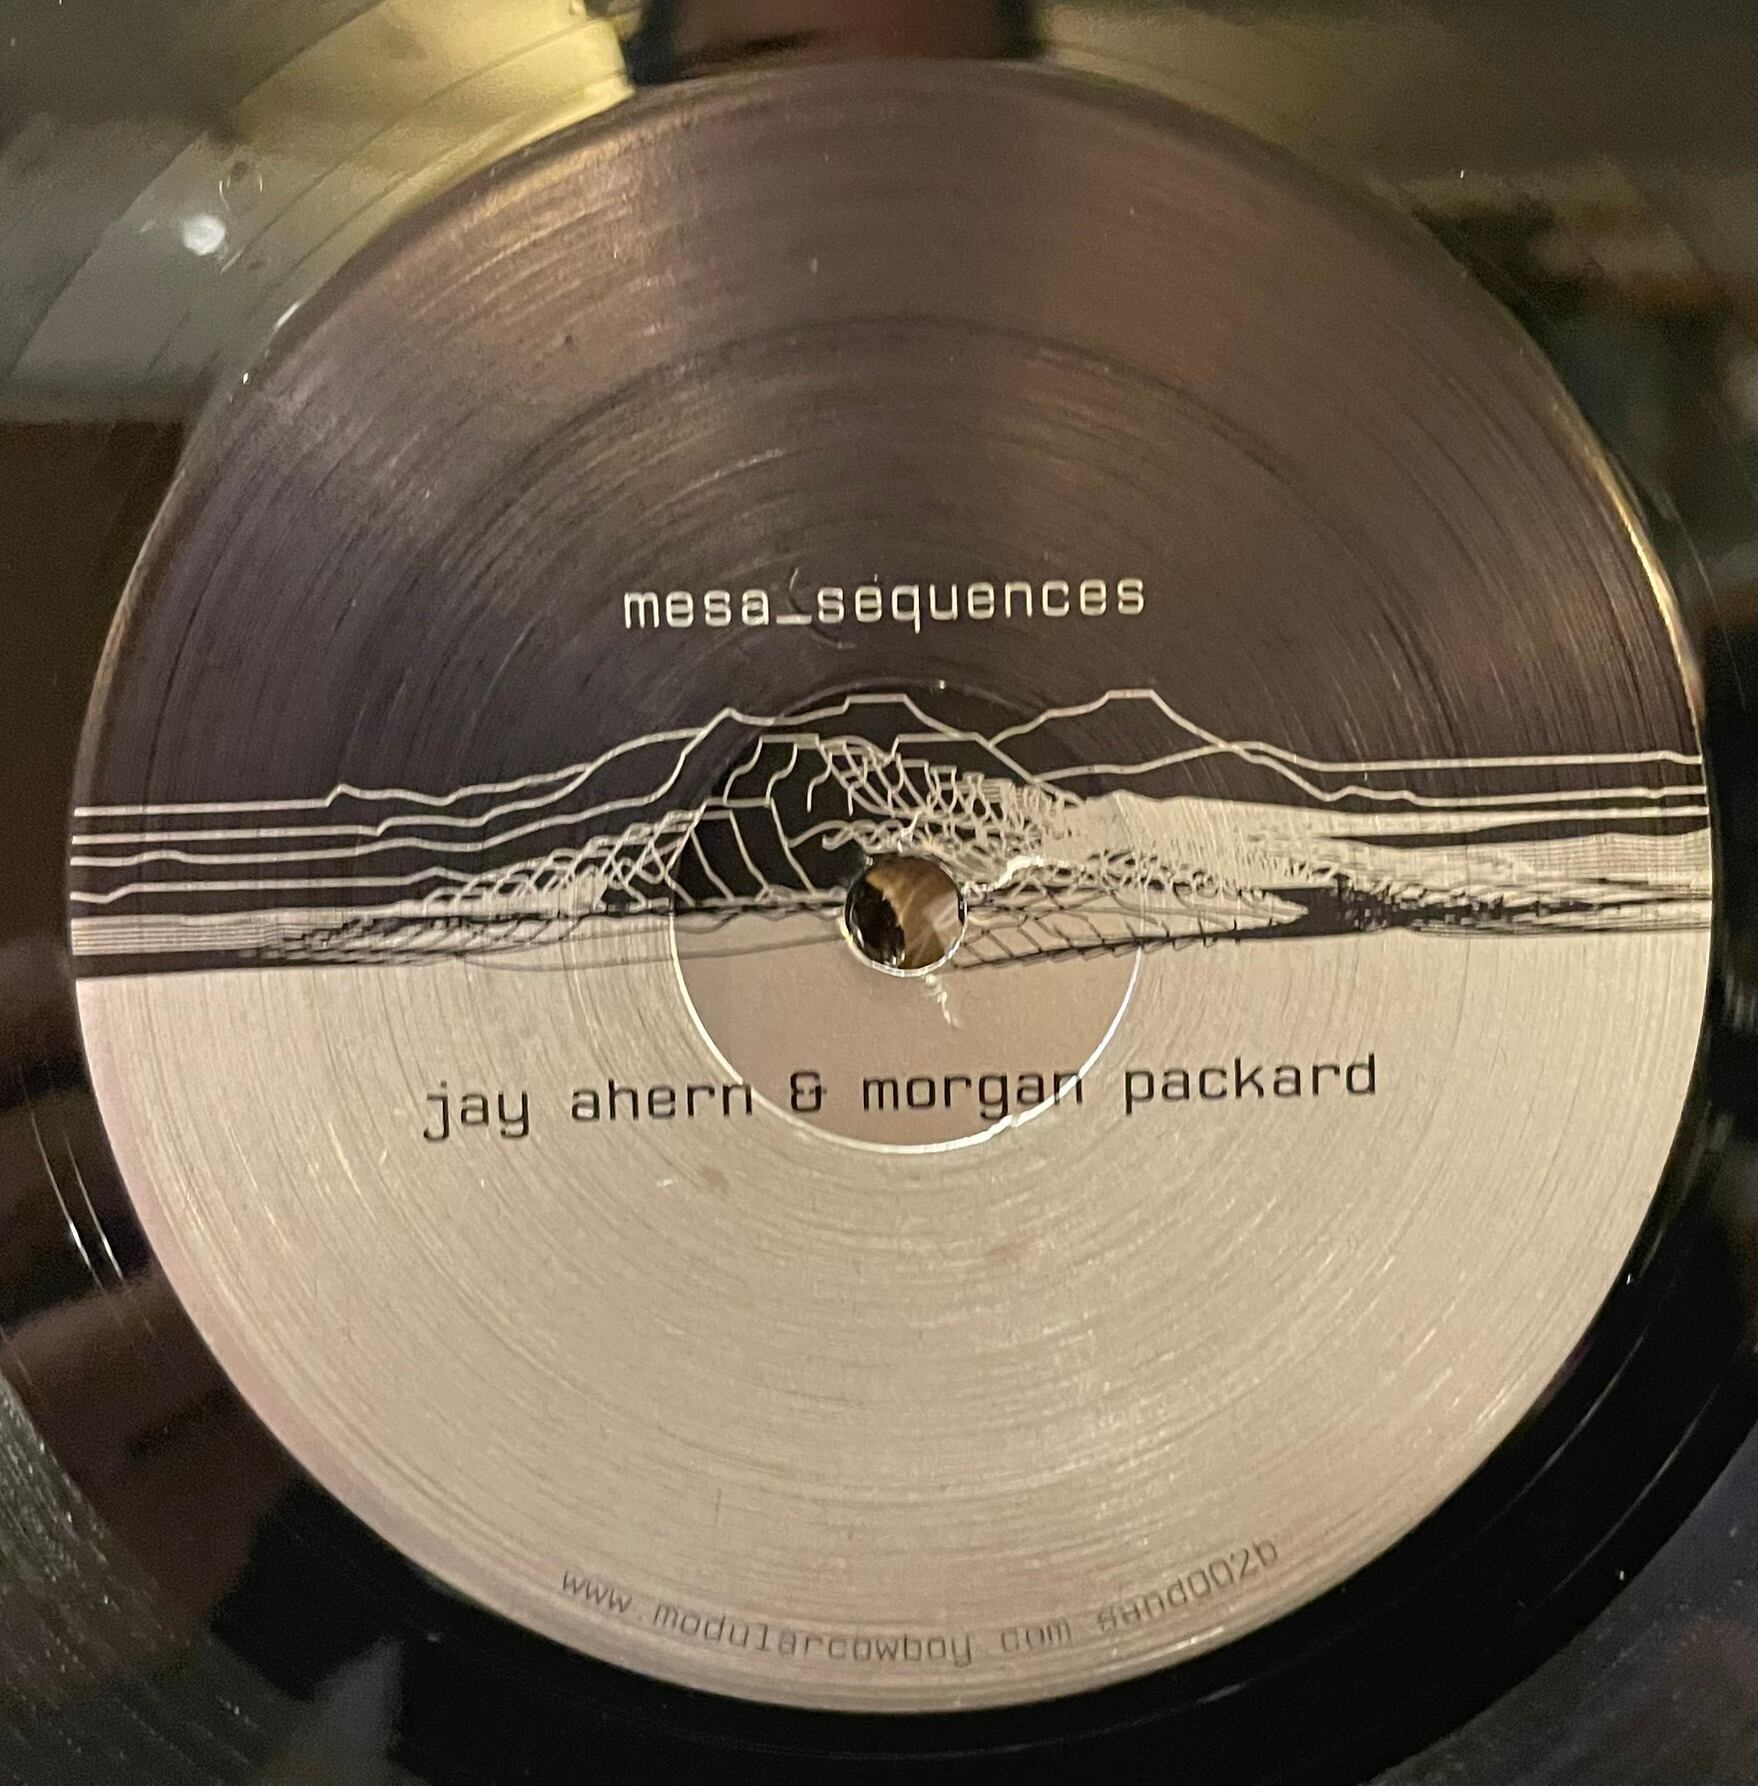 mesa_sequences
jay ahern & morgan packard
www.modularcowboy.com sand002b